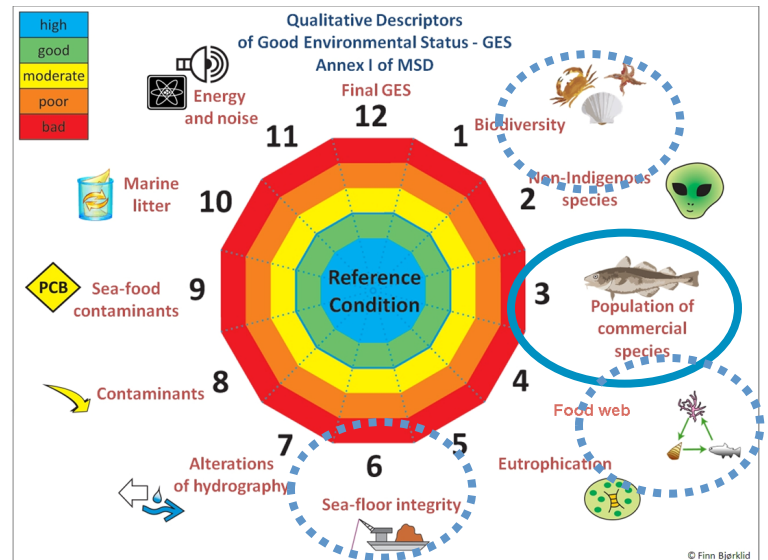 Qualitative Descriptors
of Good Environmental Status - GES
Annex I of MSD
high
good
moderate
poor
bad
Final GES
12
1
Biodiversity
2
Non-Indigenous
species
3
Population of
commercial
species
4
Food web
5
Eutrophication
6
Sea-floor integrity
7
Alterations
of hydrography
8
Contaminants
9
PCB
Sea-food
contaminants
10
Marine
litter
11
Energy
and noise
Reference
Condition
© Finn Bjørklid